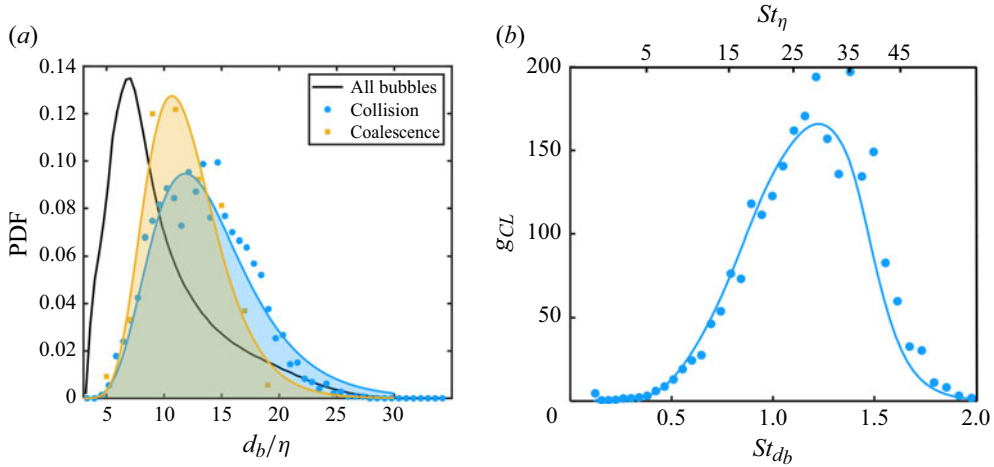 (a)
0.14
0.12
0.10
0.08
0.06
0.04
0.02
0
PDF
5
10
15
20
25
30
d_b/η
All bubbles
Collision
Coalescence
(b)
St_η
5
15
25
35
45
200
150
100
50
0
g_CL
0.5
1.0
1.5
2.0
St_db